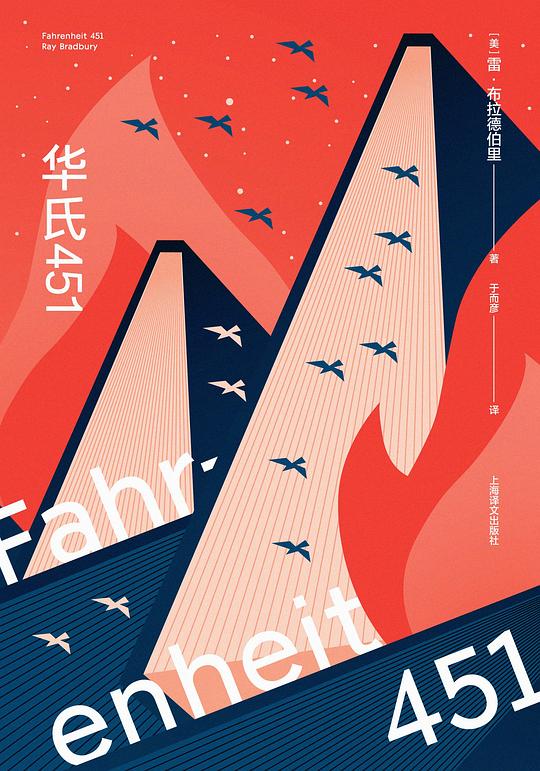 Fahrenheit 451
Ray Bradbury
华氏451
[美]雷·布拉德伯里 著
于而彦 译
上海译文出版社
Fahr-
enheit
451